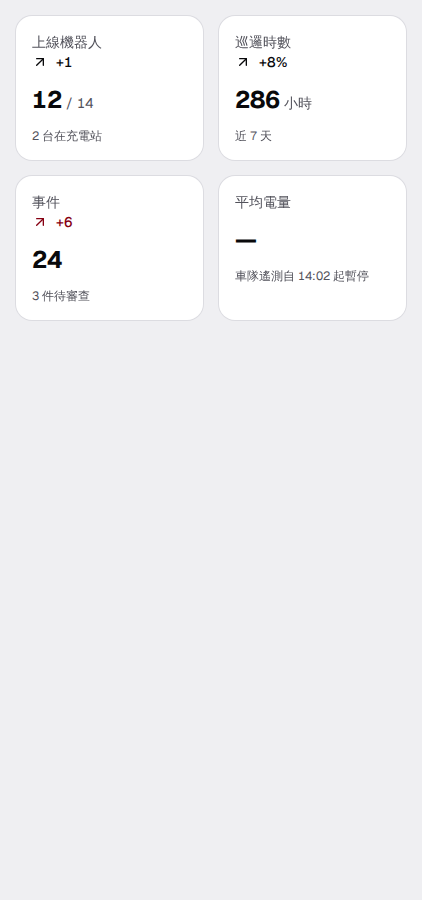 上線機器人
+1
12 / 14
2 台在充電站
巡邏時數
+8%
286 小時
近 7 天
事件
+6
24
3 件待審查
平均電量
—
車隊遙測自 14:02 起暫停